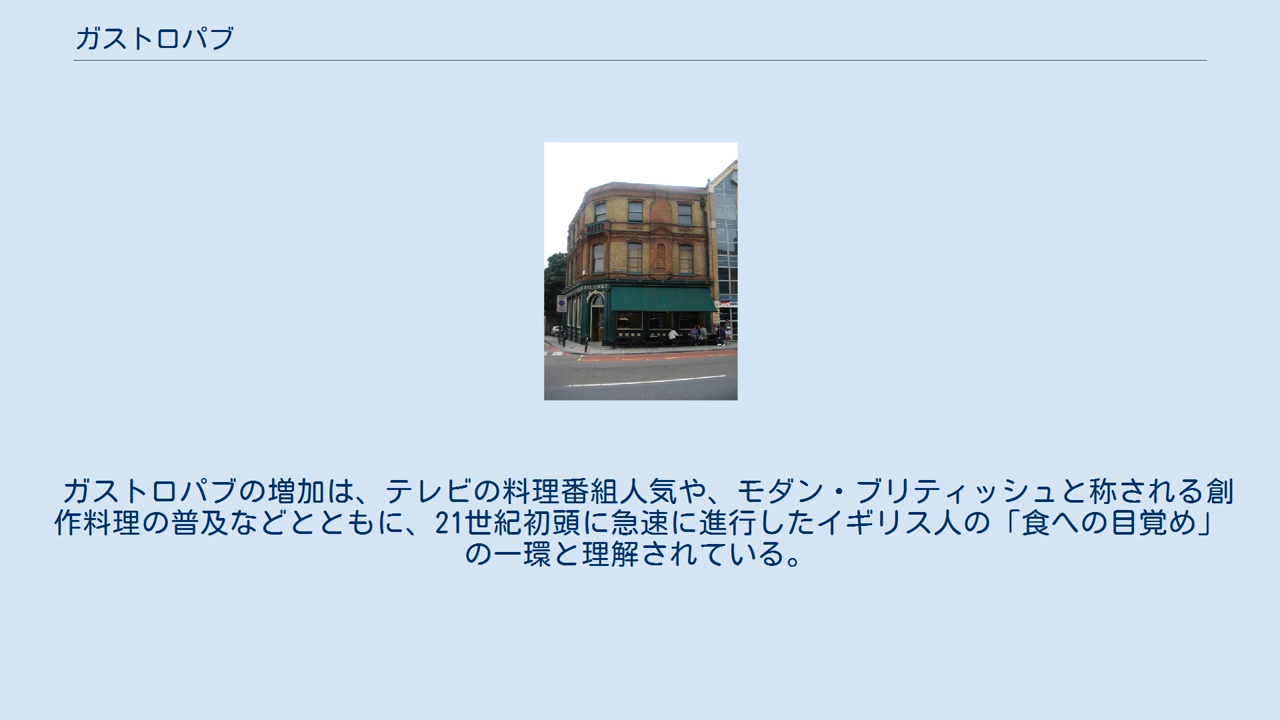 ガストロパブ
ガストロパブの増加は、テレビの料理番組人気や、モダン・ブリティッシュと称される創
作料理の普及などとともに、21世紀初頭に急速に進行したイギリス人の「食への目覚め」
の一環と理解されている。